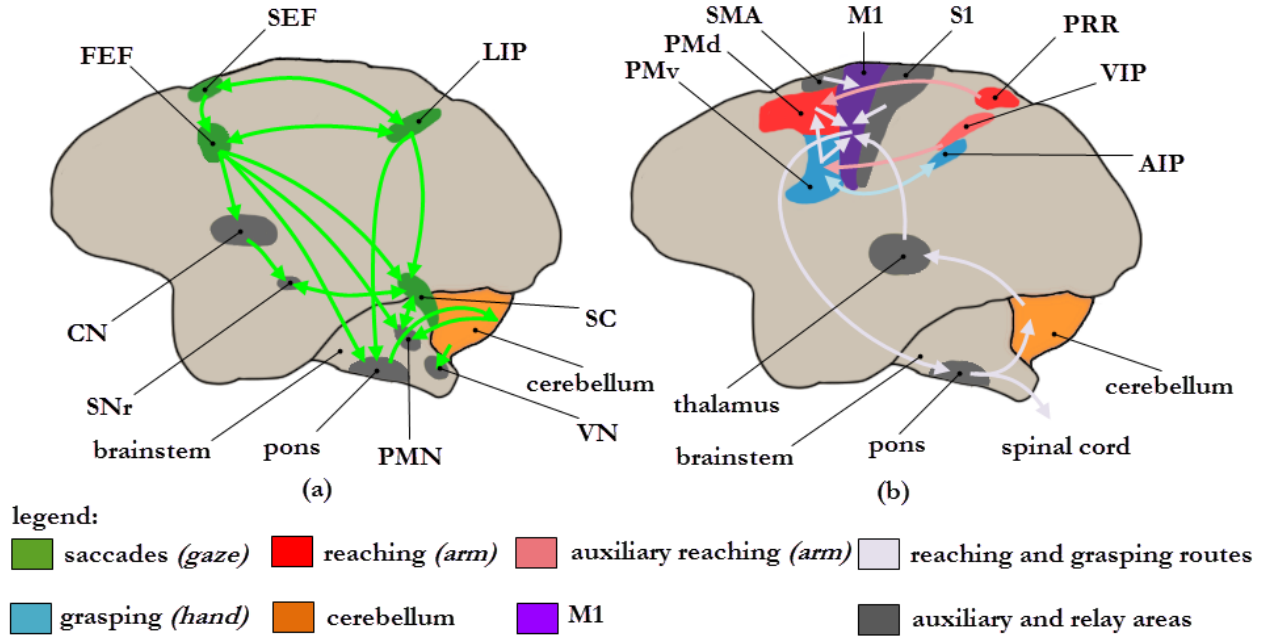 SEF
FEF
LIP
CN
SNr
brainstem
pons
PMN
VN
cerebellum
SC
(a)
SMA
M1
S1
PRR
PMd
VIP
PMv
AIP
thalamus
brainstem
pons
spinal cord
cerebellum
(b)
legend:
saccades (gaze) reaching (arm) auxiliary reaching (arm) reaching and grasping routes
grasping (hand) cerebellum M1 auxiliary and relay areas